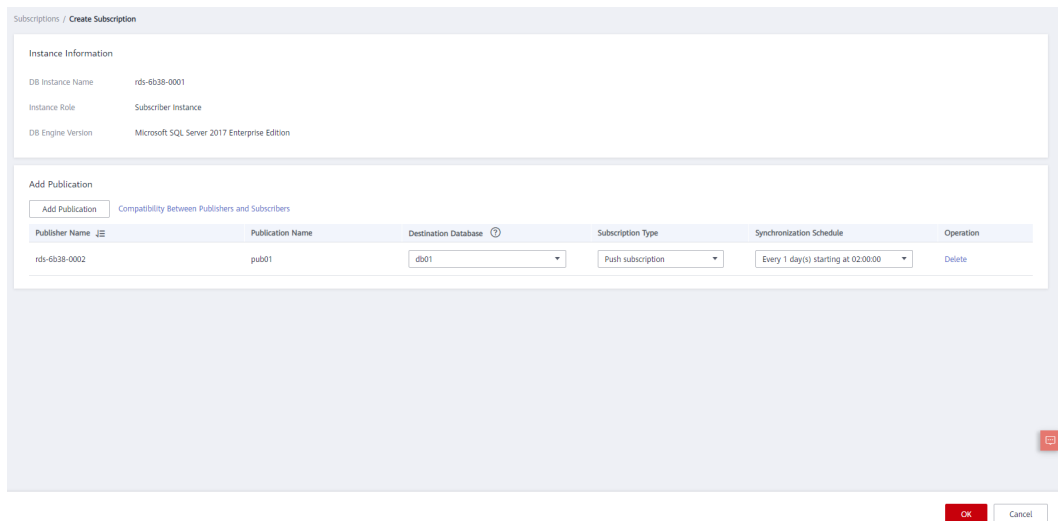 Subscriptions / Create Subscription
Instance Information
DB Instance Name rds-6b38-0001
Instance Role Subscriber Instance
DB Engine Version Microsoft SQL Server 2017 Enterprise Edition
Add Publication
Add Publication Compatibility Between Publishers and Subscribers
Publisher Name Publication Name Destination Database ? Subscription Type Synchronization Schedule Operation
rds-6b38-0002 pub01 db01 Push subscription Every 1 day(s) starting at 02:00:00 Delete
OK Cancel